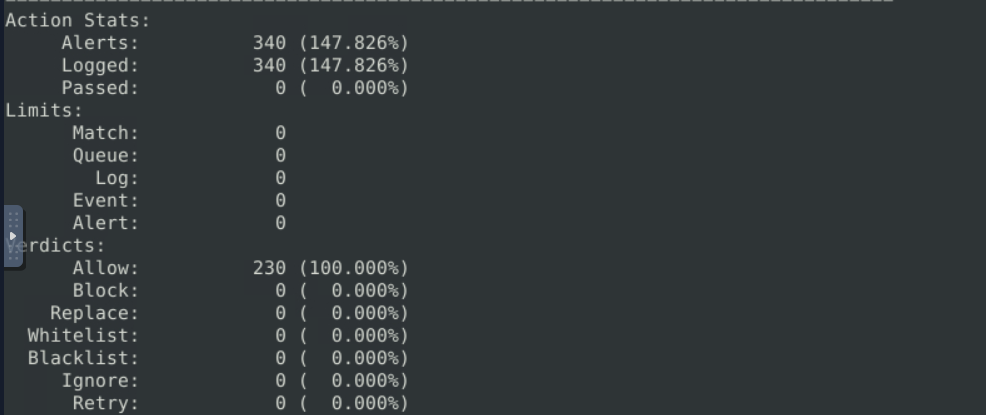 Action Stats:
     Alerts:          340 (147.826%)
     Logged:          340 (147.826%)
     Passed:            0 (  0.000%)
Limits:
      Match:            0
      Queue:            0
        Log:            0
      Event:            0
      Alert:            0
Verdicts:
      Allow:          230 (100.000%)
      Block:            0 (  0.000%)
    Replace:            0 (  0.000%)
  Whitelist:            0 (  0.000%)
  Blacklist:            0 (  0.000%)
     Ignore:            0 (  0.000%)
      Retry:            0 (  0.000%)